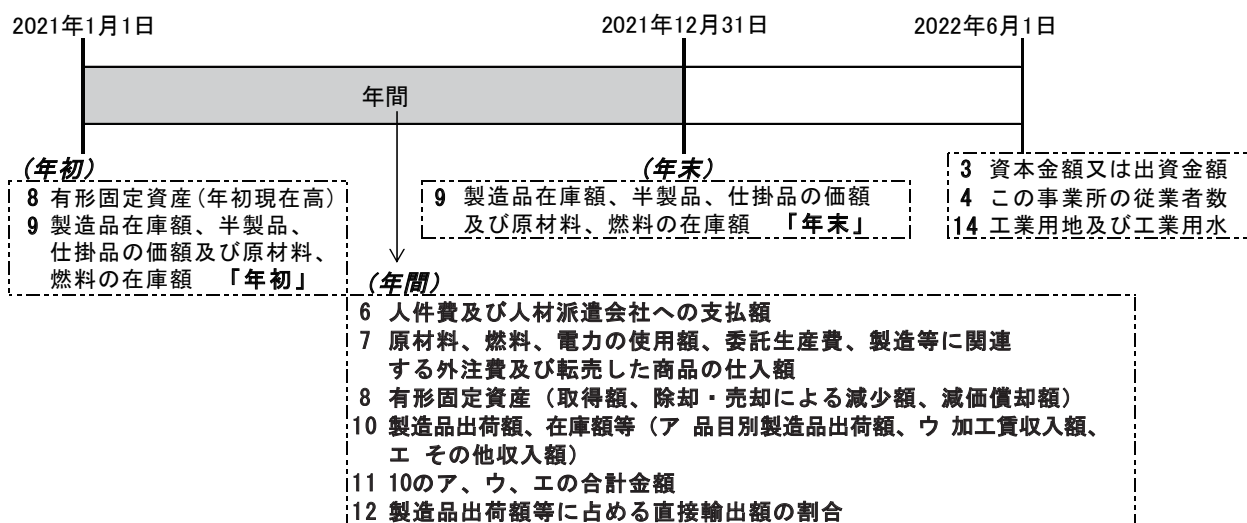 2021年1月1日
2021年12月31日
2022年6月1日
年間
(年初)
8 有形固定資産(年初現在高)
9 製造品在庫額、半製品、
仕掛品の価額及び原材料、
燃料の在庫額 「年初」
(年末)
9 製造品在庫額、半製品、仕掛品の価額
及び原材料、燃料の在庫額 「年末」
3 資本金額又は出資金額
4 この事業所の従業者数
14 工業用地及び工業用水
(年間)
6 人件費及び人材派遣会社への支払額
7 原材料、燃料、電力の使用額、委託生産費、製造等に関連
する外注費及び転売した商品の仕入額
8 有形固定資産（取得額、除却・売却による減少額、減価償却額）
10 製造品出荷額、在庫額等（ア 品目別製造品出荷額、ウ 加工賃収入額、
エ その他収入額）
11 10のア、ウ、エの合計金額
12 製造品出荷額等に占める直接輸出額の割合